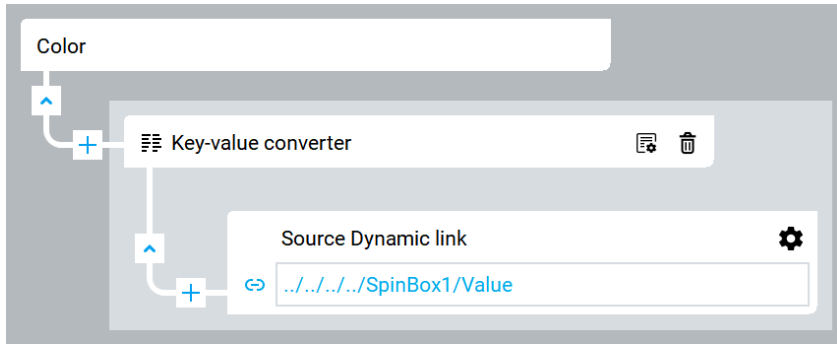 Color
Key-value converter
Source Dynamic link
../../../../SpinBox1/Value